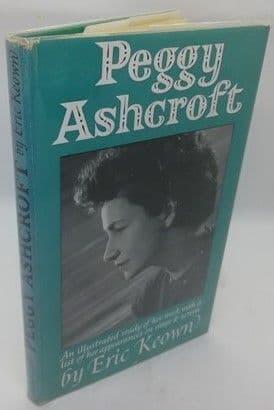 Peggy
Ashcroft
An illustrated study of her work with a
list of her appearances on stage & screen
by Eric Keown
PEGGY ASHCROFT by Eric Keown